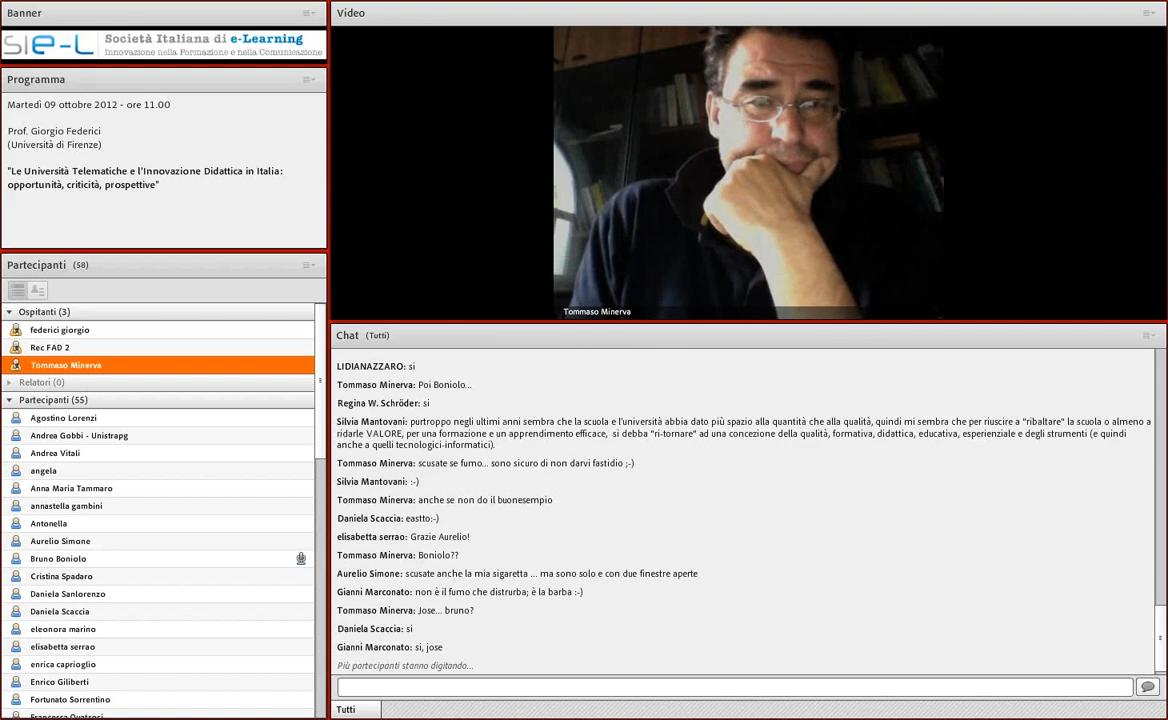 Banner
SIe-L Società Italiana di e-Learning
Innovazione nella Formazione e nella Comunicazione
Programma
Martedì 09 ottobre 2012 - ore 11.00
Prof. Giorgio Federici
(Università di Firenze)
"Le Università Telematiche e l'Innovazione Didattica in Italia:
opportunità, criticità, prospettive"
Partecipanti (58)
Ospitanti (3)
federici giorgio
Rec FAD 2
Tommaso Minerva
Relatori (0)
Partecipanti (55)
Agostino Lorenzi
Andrea Gobbi - Unistrapg
Andrea Vitali
angela
Anna Maria Tammaro
annastella gambini
Antonella
Aurelio Simone
Bruno Boniolo
Cristina Spadaro
Daniela Sanlorenzo
Daniela Scaccia
eleonora marino
elisabetta serrao
enrica caprioglio
Enrico Giliberti
Fortunato Sorrentino
Video
Tommaso Minerva
Chat (Tutti)
LIDIANAZZARO: si
Tommaso Minerva: Poi Boniolo...
Regina W. Schröder: si
Silvia Mantovani: purtroppo negli ultimi anni sembra che la scuola e l'università abbia dato più spazio alla quantità che alla qualità, quindi mi sembra che per riuscire a "ribaltare" la scuola o almeno a
ridarle VALORE, per una formazione e un apprendimento efficace, si debba "ri-tornare" ad una concezione della qualità, formativa, didattica, educativa, esperienziale e degli strumenti (e quindi
anche a quelli tecnologici-informatici).
Tommaso Minerva: scusate se fumo... sono sicuro di non darvi fastidio ;-)
Silvia Mantovani: :-)
Tommaso Minerva: anche se non do il buonesempio
Daniela Scaccia: eastto:-)
elisabetta serrao: Grazie Aurelio!
Tommaso Minerva: Boniolo??
Aurelio Simone: scusate anche la mia sigaretta ... ma sono solo e con due finestre aperte
Gianni Marconato: non è il fumo che distrurba; è la barba :-)
Tommaso Minerva: Jose... bruno?
Daniela Scaccia: si
Gianni Marconato: si, jose
Più partecipanti stanno digitando...
Tutti